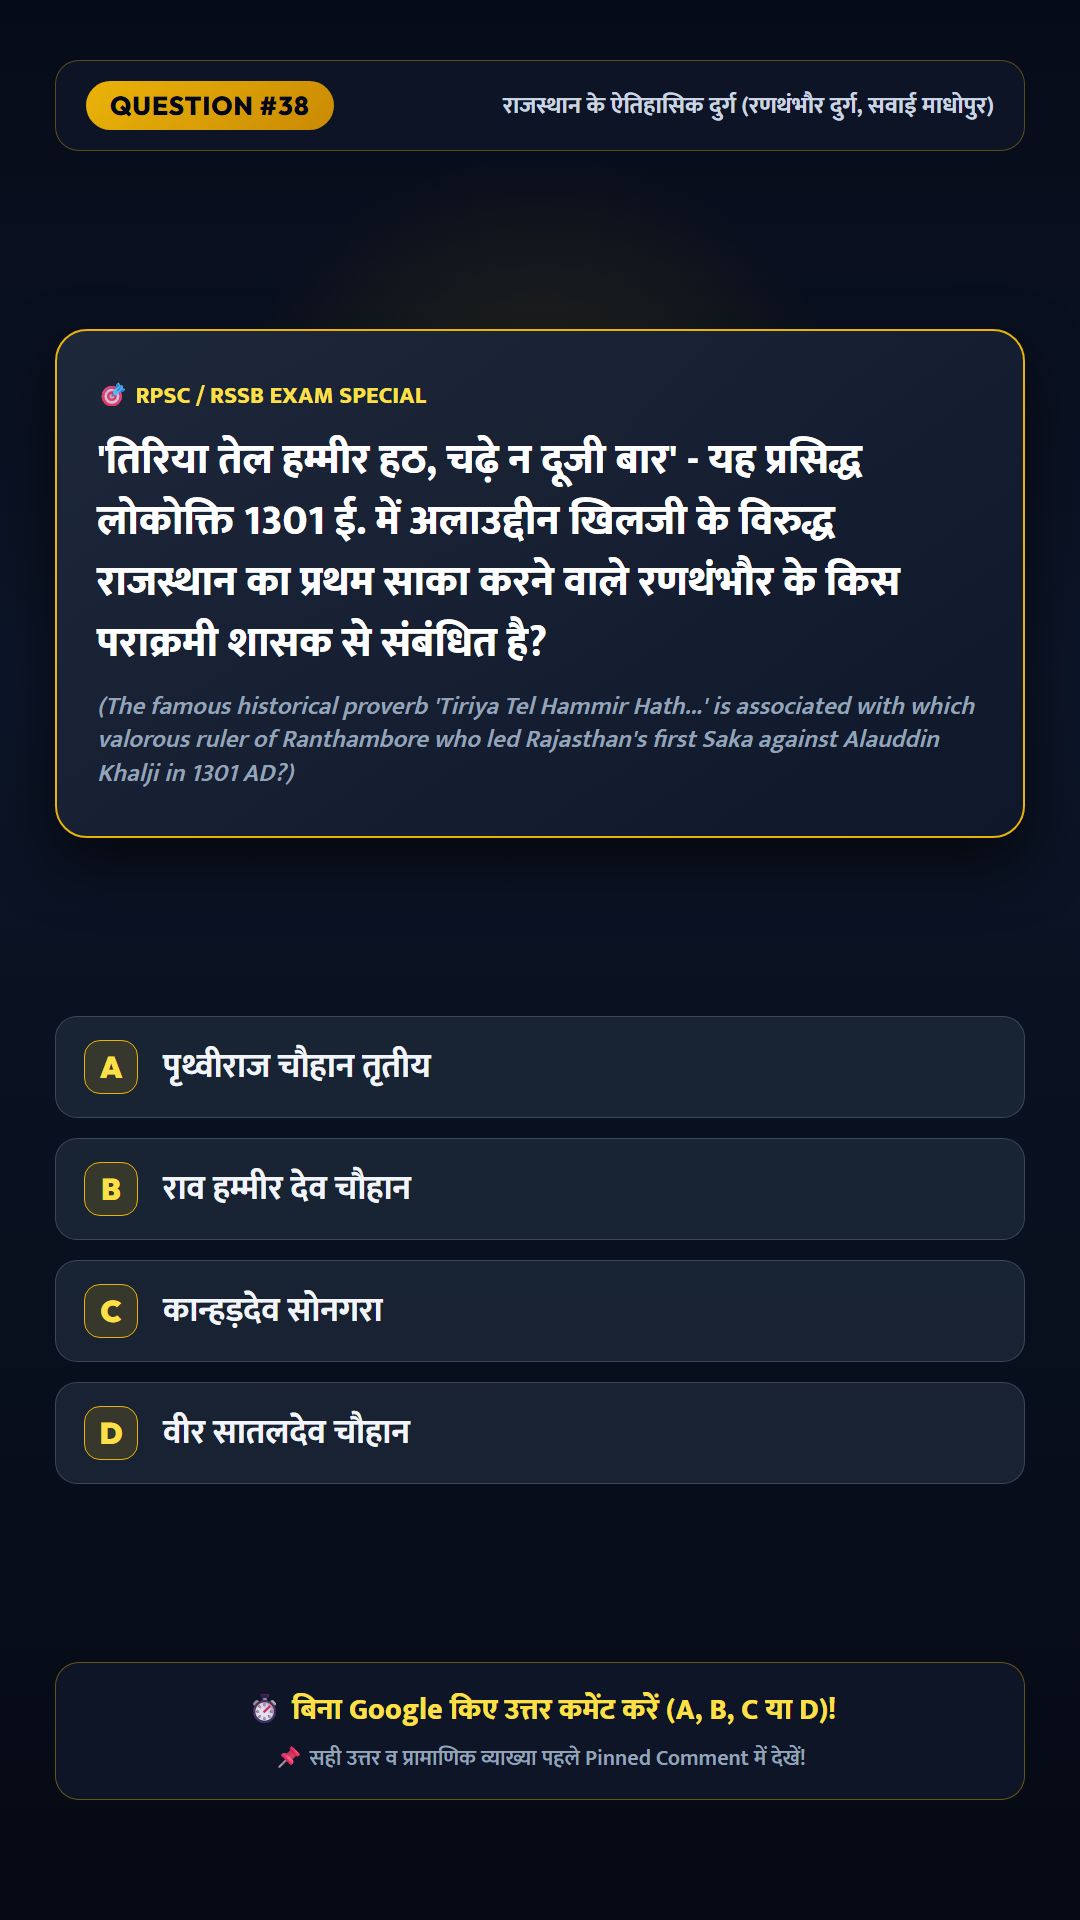 QUESTION #38
राजस्थान के ऐतिहासिक दुर्ग (रणथंभौर दुर्ग, सवाई माधोपुर)
🎯 RPSC / RSSB EXAM SPECIAL
'तिरिया तेल हम्मीर हठ, चढ़े न दूजी बार' - यह प्रसिद्ध
लोकोक्ति 1301 ई. में अलाउद्दीन खिलजी के विरुद्ध
राजस्थान का प्रथम साका करने वाले रणथंभौर के किस
पराक्रमी शासक से संबंधित है?
(The famous historical proverb 'Tiriya Tel Hammir Hath...' is associated with which
valorous ruler of Ranthambore who led Rajasthan's first Saka against Alauddin
Khalji in 1301 AD?)
A पृथ्वीराज चौहान तृतीय
B राव हम्मीर देव चौहान
C कान्हड़देव सोनगरा
D वीर सातलदेव चौहान
⏱️ बिना Google किए उत्तर कमेंट करें (A, B, C या D)!
📌 सही उत्तर व प्रामाणिक व्याख्या पहले Pinned Comment में देखें!